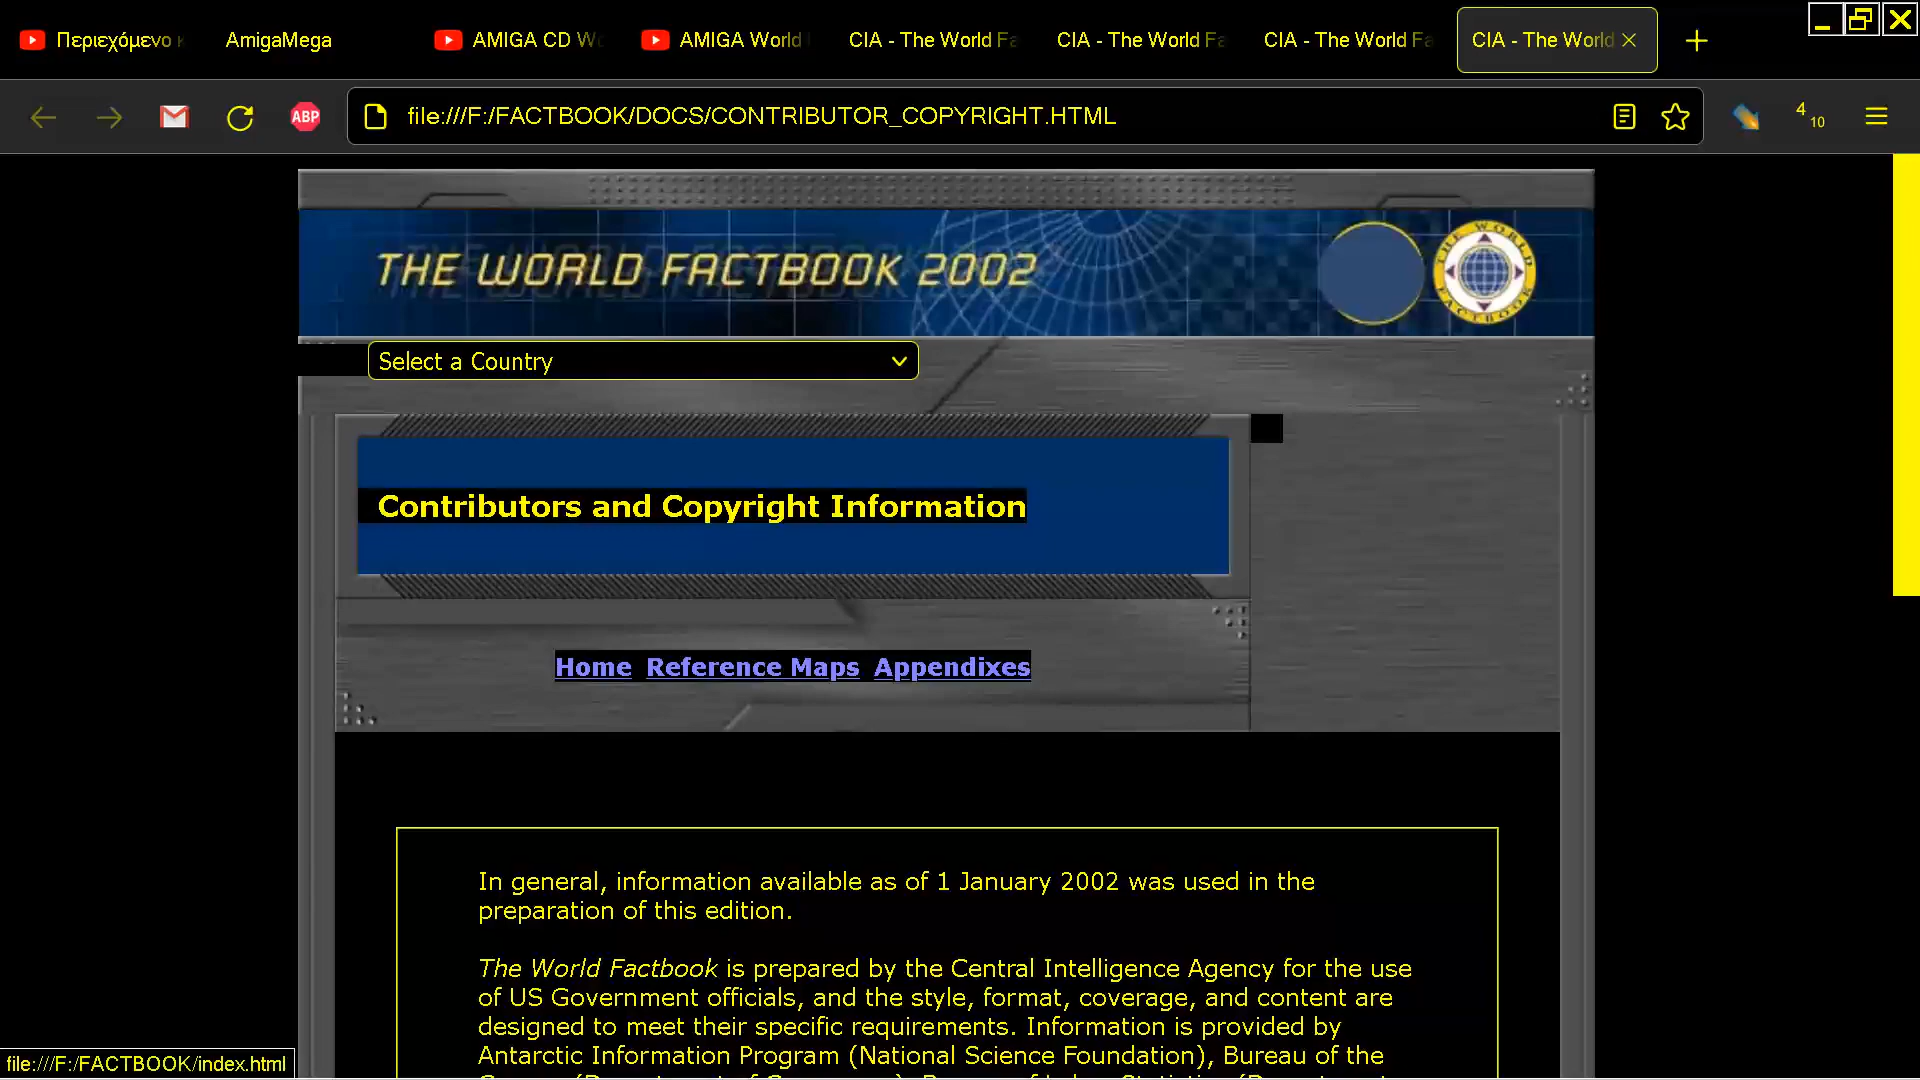 Περιεχόμενο κ
AmigaMega
AMIGA CD Wo
AMIGA World
CIA - The World Fa
CIA - The World Fa
CIA - The World Fa
CIA - The World
ABP
file:///F:/FACTBOOK/DOCS/CONTRIBUTOR_COPYRIGHT.HTML
4
10
THE WORLD FACTBOOK 2002
THE WORLD
FACTBOOK
Select a Country
Contributors and Copyright Information
Home Reference Maps Appendixes
In general, information available as of 1 January 2002 was used in the
preparation of this edition.
The World Factbook is prepared by the Central Intelligence Agency for the use
of US Government officials, and the style, format, coverage, and content are
designed to meet their specific requirements. Information is provided by
Antarctic Information Program (National Science Foundation), Bureau of the
file:///F:/FACTBOOK/index.html